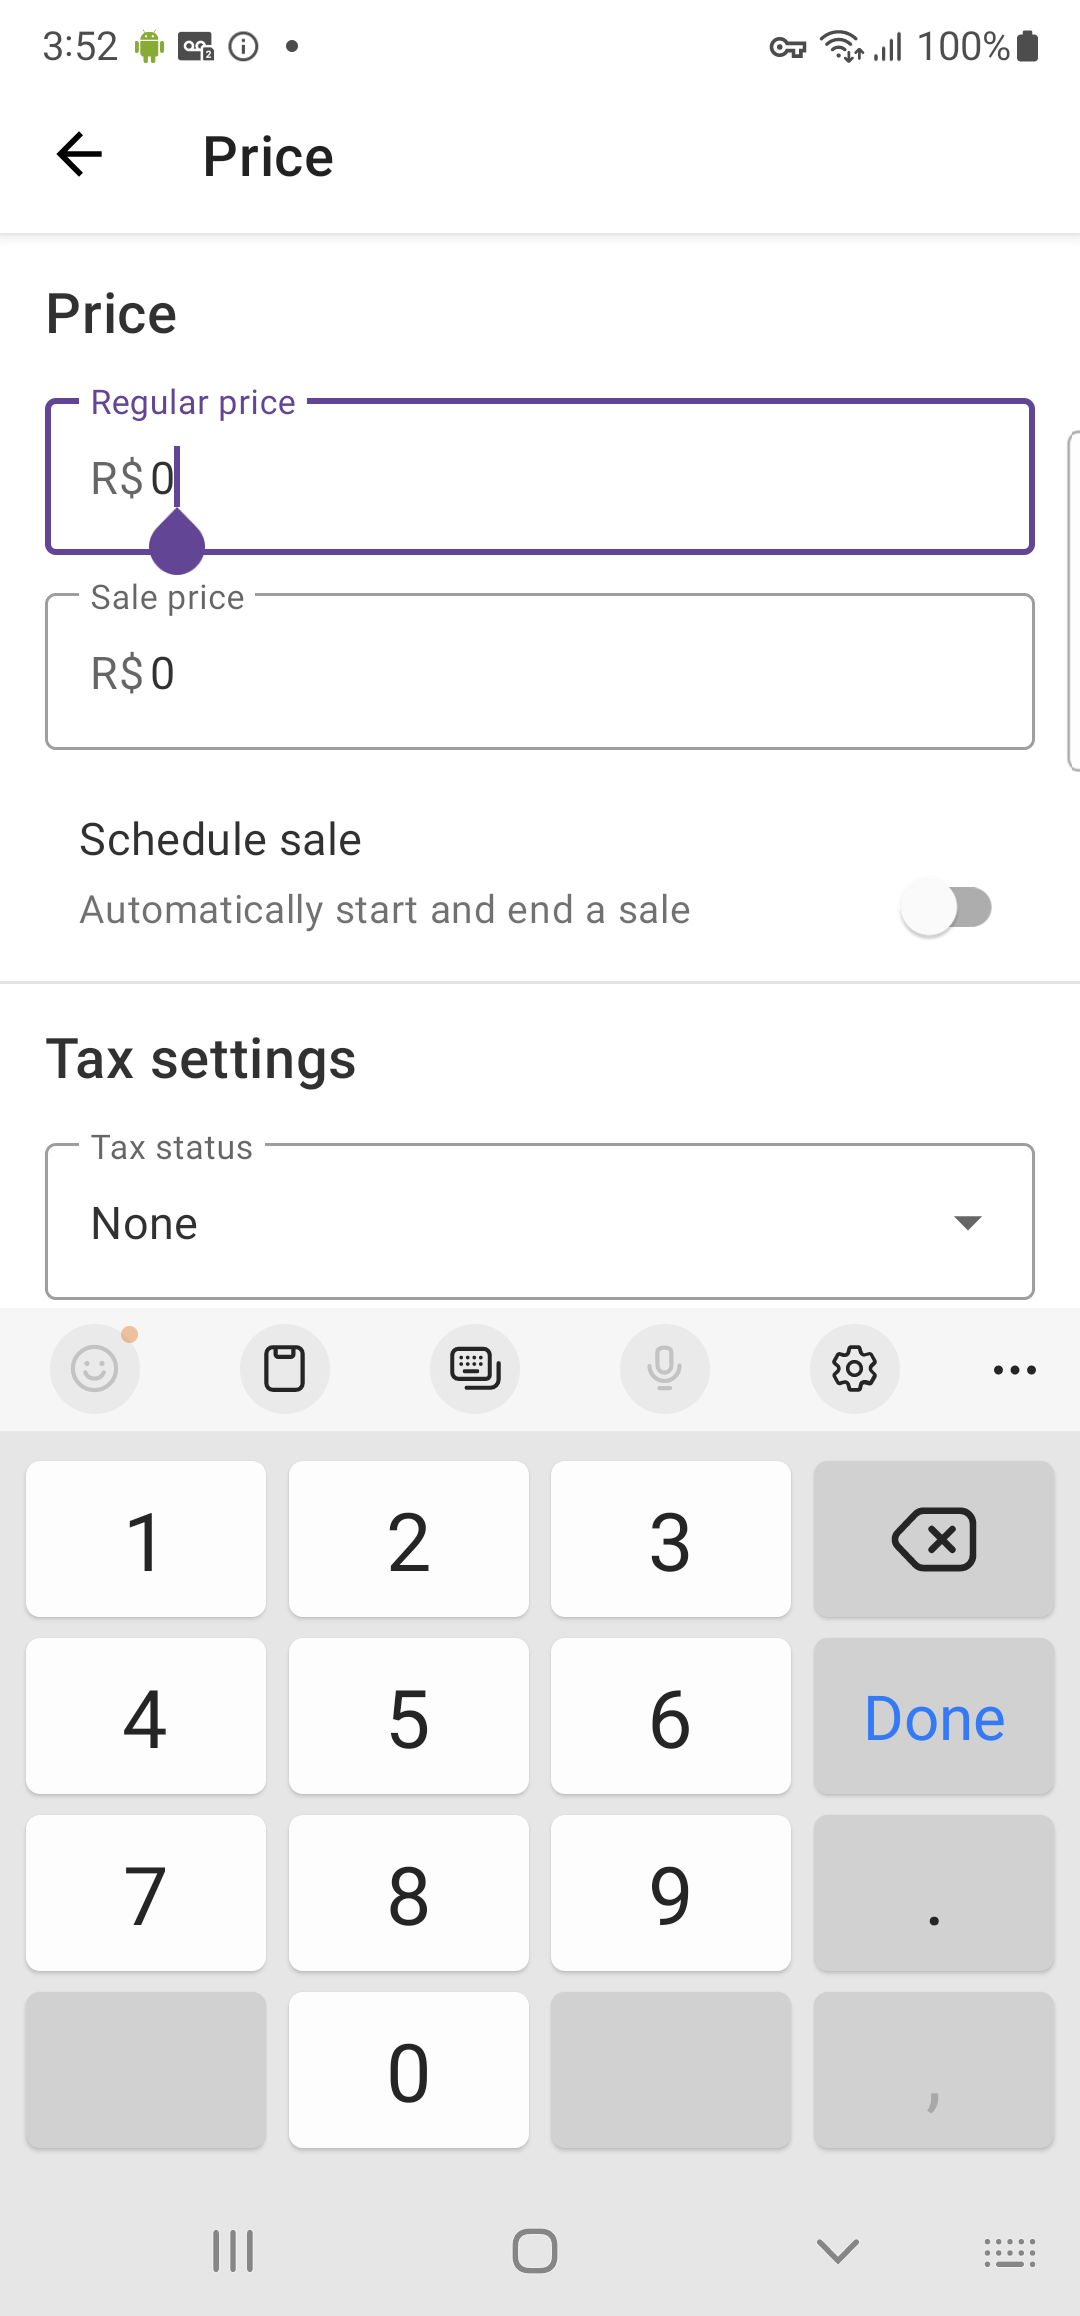 3:52 100%
Price
Price
Regular price
R$ 0
Sale price
R$ 0
Schedule sale
Automatically start and end a sale
Tax settings
Tax status
None
1 2 3
4 5 6 Done
7 8 9 .
0 ,